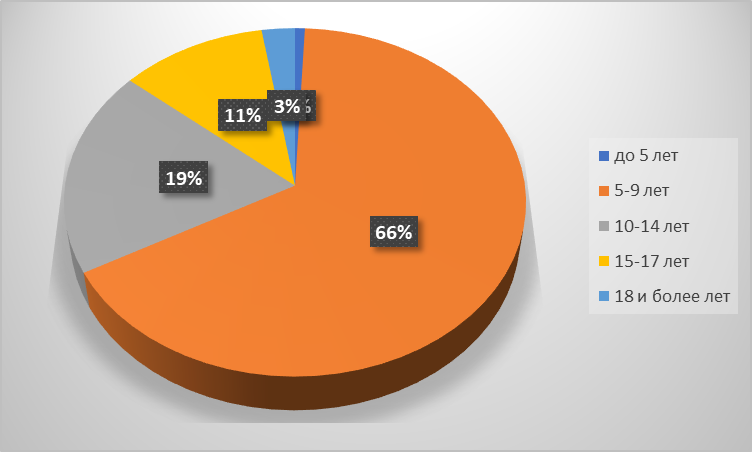 3%
11%
19%
66%
до 5 лет
5-9 лет
10-14 лет
15-17 лет
18 и более лет